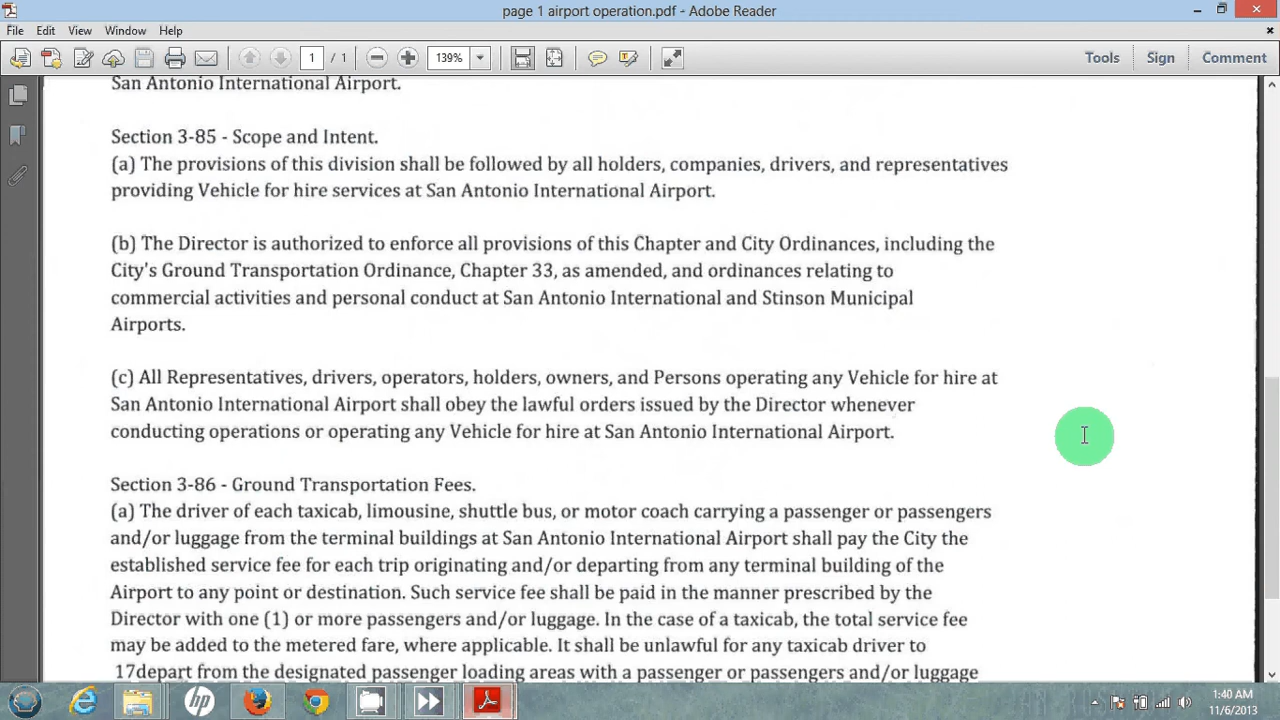 page 1 airport operation.pdf - Adobe Reader
File Edit View Window Help
1 / 1 139% Tools Sign Comment
San Antonio International Airport.
Section 3-85 - Scope and Intent.
(a) The provisions of this division shall be followed by all holders, companies, drivers, and representatives
providing Vehicle for hire services at San Antonio International Airport.
(b) The Director is authorized to enforce all provisions of this Chapter and City Ordinances, including the
City's Ground Transportation Ordinance, Chapter 33, as amended, and ordinances relating to
commercial activities and personal conduct at San Antonio International and Stinson Municipal
Airports.
(c) All Representatives, drivers, operators, holders, owners, and Persons operating any Vehicle for hire at
San Antonio International Airport shall obey the lawful orders issued by the Director whenever
conducting operations or operating any Vehicle for hire at San Antonio International Airport.
Section 3-86 - Ground Transportation Fees.
(a) The driver of each taxicab, limousine, shuttle bus, or motor coach carrying a passenger or passengers
and/or luggage from the terminal buildings at San Antonio International Airport shall pay the City the
established service fee for each trip originating and/or departing from any terminal building of the
Airport to any point or destination. Such service fee shall be paid in the manner prescribed by the
Director with one (1) or more passengers and/or luggage. In the case of a taxicab, the total service fee
may be added to the metered fare, where applicable. It shall be unlawful for any taxicab driver to
17depart from the designated passenger loading areas with a passenger or passengers and/or luggage
hp
1:40 AM
11/6/2013